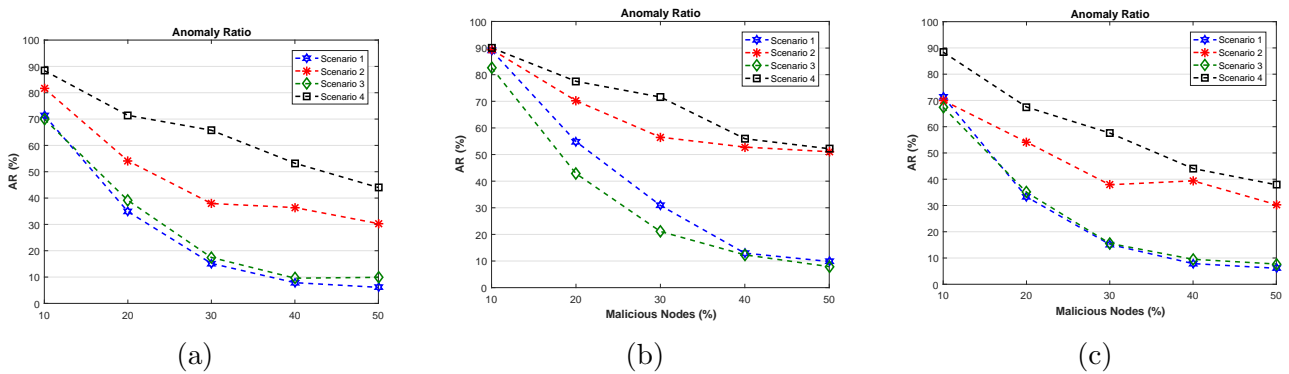 Anomaly Ratio
100
90
80
70
60
50
40
30
20
10
0
AR (%)
10 20 30 40 50
Scenario 1
Scenario 2
Scenario 3
Scenario 4
(a)
Anomaly Ratio
100
90
80
70
60
50
40
30
20
10
0
AR (%)
10 20 30 40 50
Malicious Nodes (%)
Scenario 1
Scenario 2
Scenario 3
Scenario 4
(b)
Anomaly Ratio
100
90
80
70
60
50
40
30
20
10
0
AR (%)
10 20 30 40 50
Malicious Nodes (%)
Scenario 1
Scenario 2
Scenario 3
Scenario 4
(c)